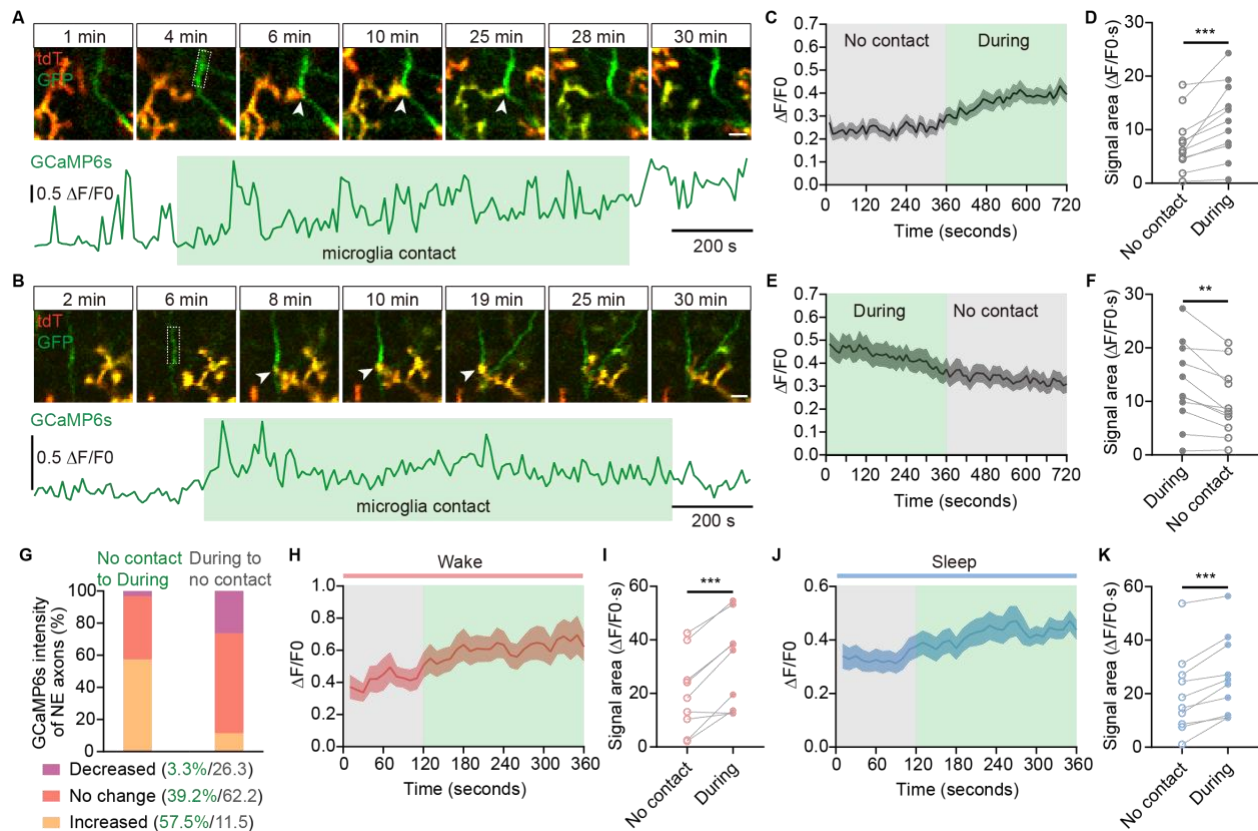 A
1 min
4 min
6 min
10 min
25 min
28 min
30 min
tdT
GFP
GCaMP6s
0.5 ΔF/F0
microglia contact
200 s
B
2 min
6 min
8 min
10 min
19 min
25 min
30 min
tdT
GFP
GCaMP6s
0.5 ΔF/F0
microglia contact
200 s
C
No contact
During
ΔF/F0
0.7
0.6
0.5
0.4
0.3
0.2
0.1
0.0
0 120 240 360 480 600 720
Time (seconds)
D
***
Signal area (ΔF/F0·s)
30
20
10
0
No contact
During
E
During
No contact
ΔF/F0
0.7
0.6
0.5
0.4
0.3
0.2
0.1
0.0
0 120 240 360 480 600 720
Time (seconds)
F
**
Signal area (ΔF/F0·s)
30
20
10
0
During
No contact
G
No contact
to During
During to
no contact
GCaMP6s intensity
of NE axons (%)
100
80
60
40
20
0
Decreased (3.3%/26.3)
No change (39.2%/62.2)
Increased (57.5%/11.5)
H
Wake
ΔF/F0
1.0
0.8
0.6
0.4
0.2
0.0
0 60 120 180 240 300 360
Time (seconds)
I
***
Signal area (ΔF/F0·s)
60
40
20
0
No contact
During
J
Sleep
ΔF/F0
0.6
0.4
0.2
0.0
0 60 120 180 240 300 360
Time (seconds)
K
***
Signal area (ΔF/F0·s)
60
40
20
0
No contact
During